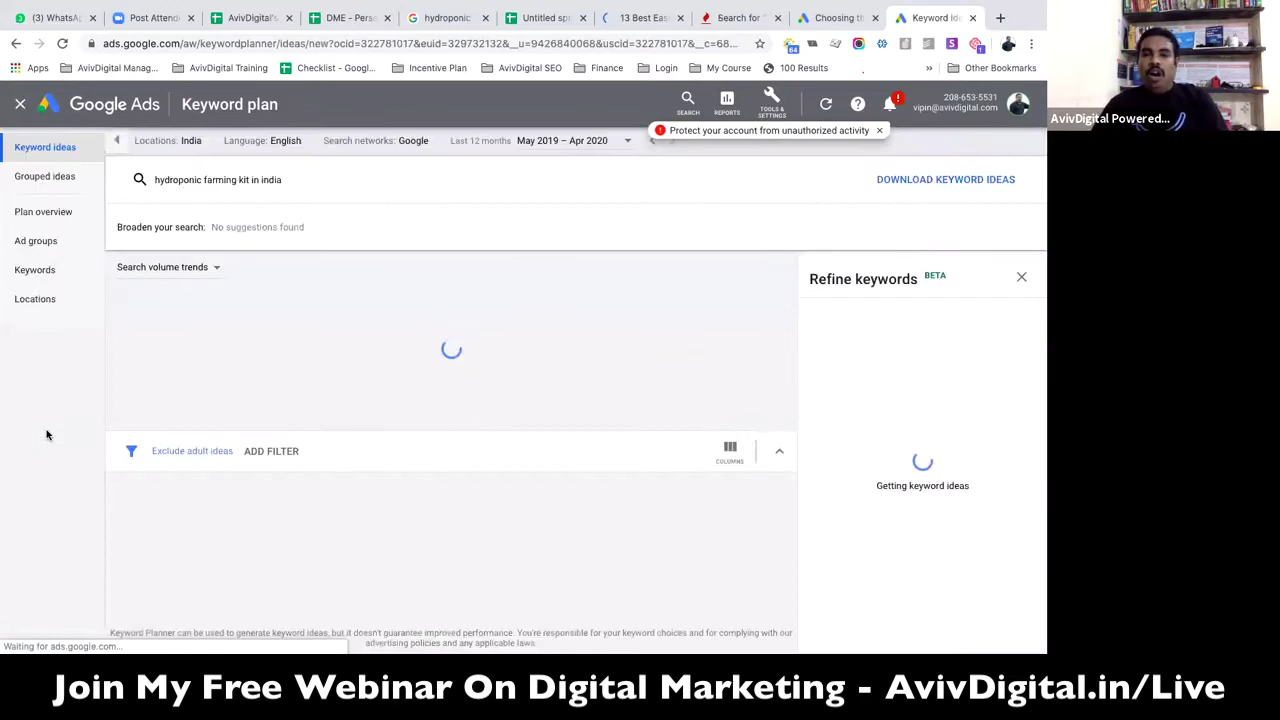 (3) WhatsA
Post Attend
AvivDigital's
DME - Perso
hydroponic
Untitled spr
13 Best Easy
Search for "
Choosing th
Keyword Ide
ads.google.com/aw/keywordplanner/ideas/new?ocid=322781017&euid=329732132&__u=9426840068&uscid=322781017&__c=68...
64
1
Apps
AvivDigital Manag...
AvivDigital Training
Checklist - Googl...
Incentive Plan
AvivDigital SEO
Finance
Login
My Course
100 Results
»
Other Bookmarks
Google Ads
Keyword plan
SEARCH
REPORTS
TOOLS & SETTINGS
208-653-5531
vipin@avivdigital.com
Protect your account from unauthorized activity
AvivDigital Powered...
Keyword ideas
Grouped ideas
Plan overview
Ad groups
Keywords
Locations
Locations: India
Language: English
Search networks: Google
Last 12 months May 2019 – Apr 2020
hydroponic farming kit in india
DOWNLOAD KEYWORD IDEAS
Broaden your search: No suggestions found
Search volume trends
Refine keywords BETA
Getting keyword ideas
Exclude adult ideas
ADD FILTER
COLUMNS
Keyword Planner can be used to generate keyword ideas, but it doesn't guarantee improved performance. You're responsible for your keyword choices and for complying with our
advertising policies and any applicable laws.
Waiting for ads.google.com...
Join My Free Webinar On Digital Marketing - AvivDigital.in/Live